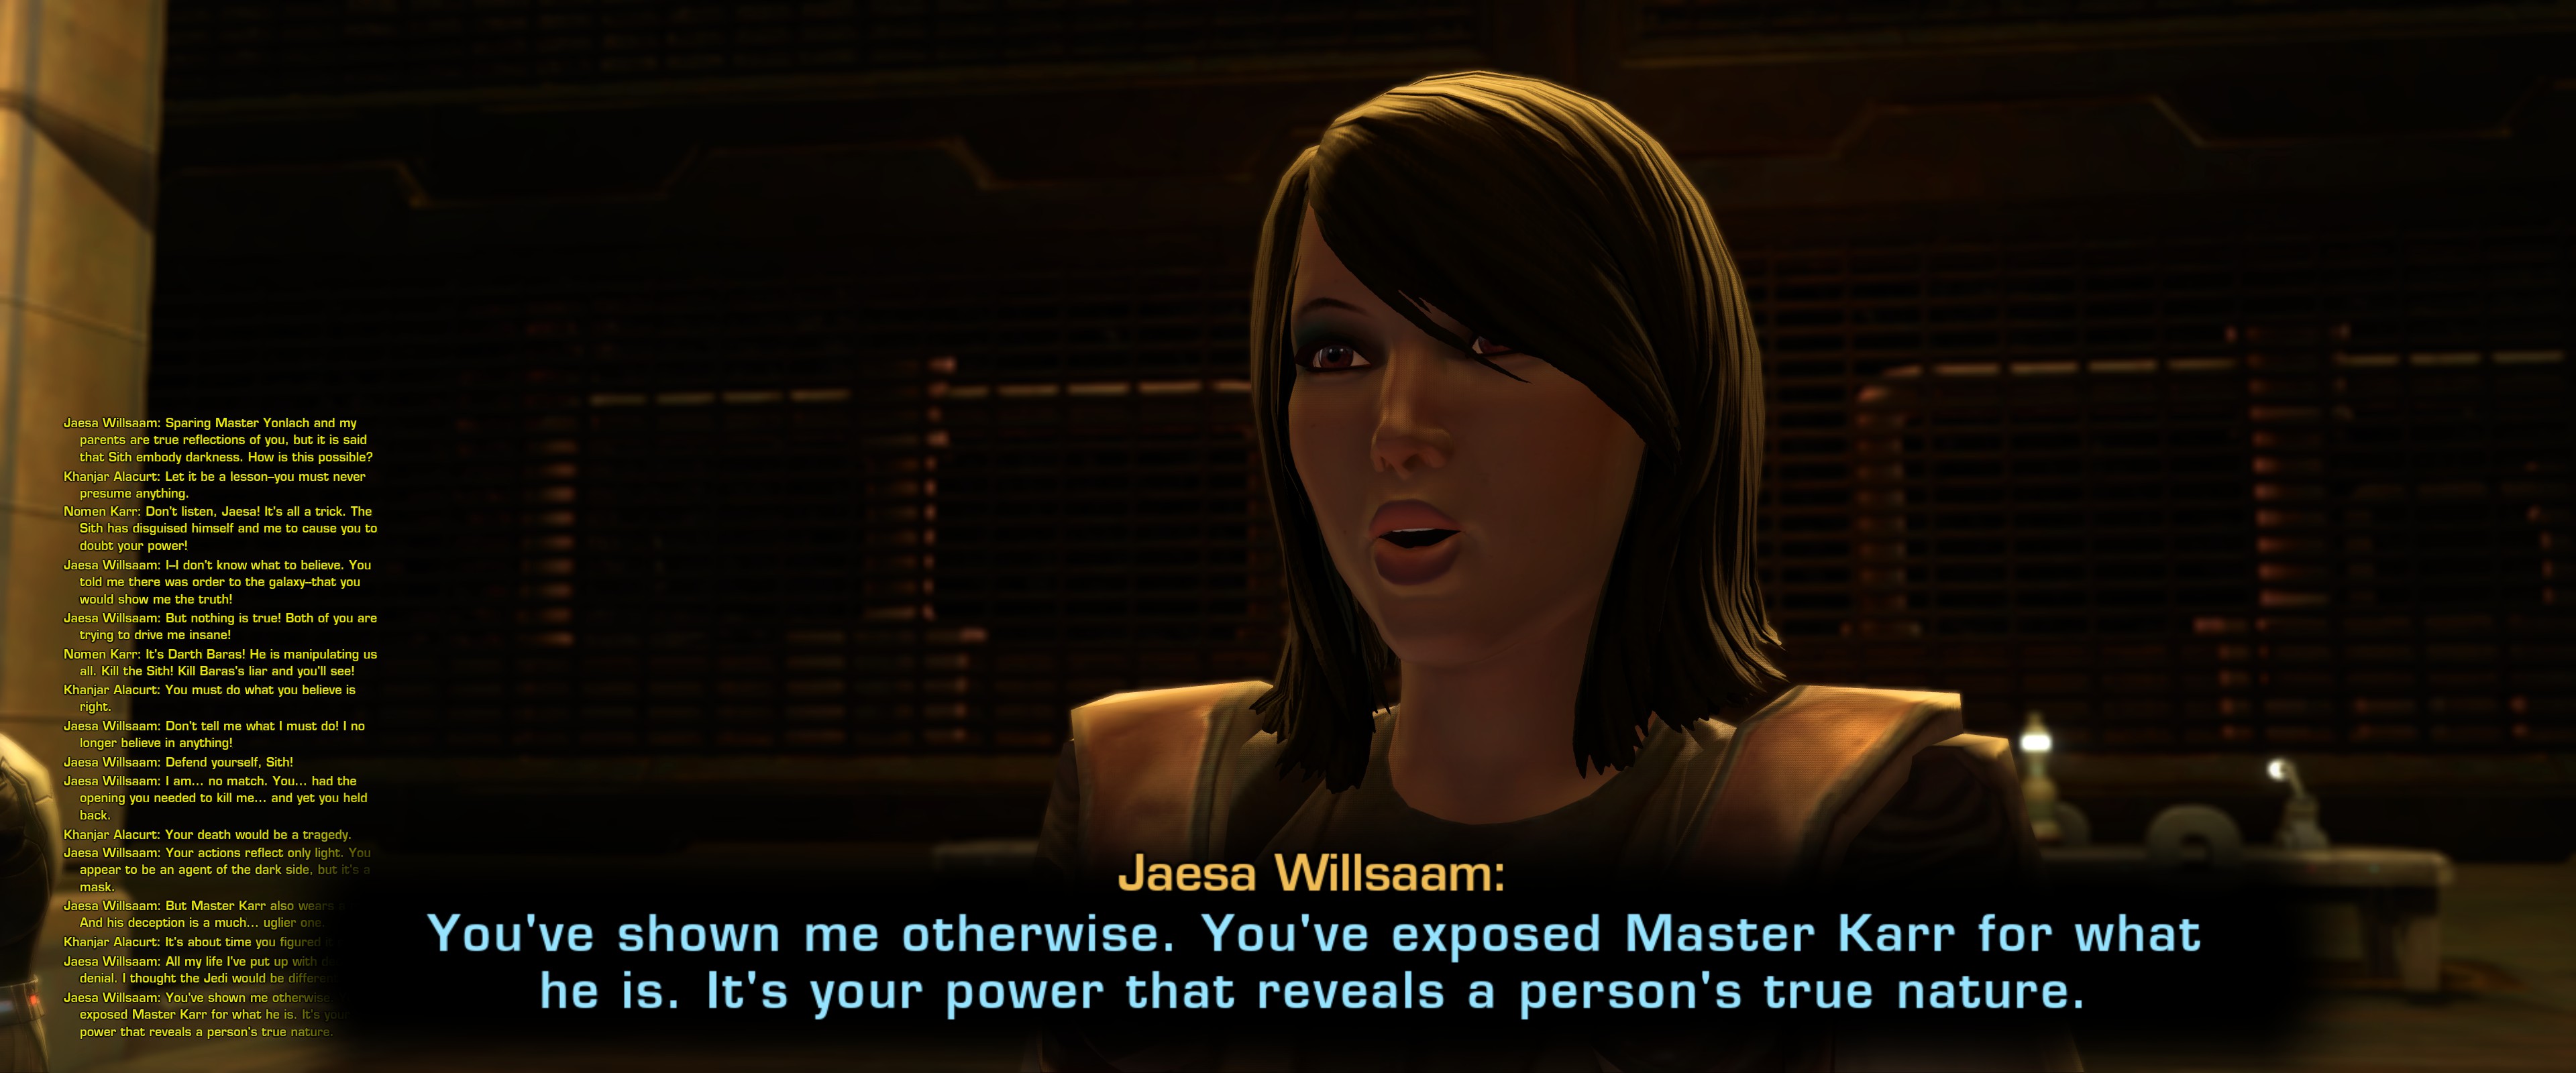 Jaesa Willsaam: Sparing Master Yonlach and my
parents are true reflections of you, but it is said
that Sith embody darkness. How is this possible?
Khanjar Alacurt: Let it be a lesson–you must never
presume anything.
Nomen Karr: Don't listen, Jaesa! It's all a trick. The
Sith has disguised himself and me to cause you to
doubt your power!
Jaesa Willsaam: I–I don't know what to believe. You
told me there was order to the galaxy–that you
would show me the truth!
Jaesa Willsaam: But nothing is true! Both of you are
trying to drive me insane!
Nomen Karr: It's Darth Baras! He is manipulating us
all. Kill the Sith! Kill Baras's liar and you'll see!
Khanjar Alacurt: You must do what you believe is
right.
Jaesa Willsaam: Don't tell me what I must do! I no
longer believe in anything!
Jaesa Willsaam: Defend yourself, Sith!
Jaesa Willsaam: I am... no match. You... had the
opening you needed to kill me... and yet you held
back.
Khanjar Alacurt: Your death would be a tragedy.
Jaesa Willsaam: Your actions reflect only light. You
appear to be an agent of the dark side, but it's a
mask.
Jaesa Willsaam: But Master Karr also wears
And his deception is a much... uglier one.
Khanjar Alacurt: It's about time you figured
Jaesa Willsaam: All my life I've put up with
denial. I thought the Jedi would be
Jaesa Willsaam: You've shown me otherwise.
exposed Master Karr for what he is. It's your
power that reveals a person's true nature.
Jaesa Willsaam:
You've shown me otherwise. You've exposed Master Karr for what
he is. It's your power that reveals a person's true nature.